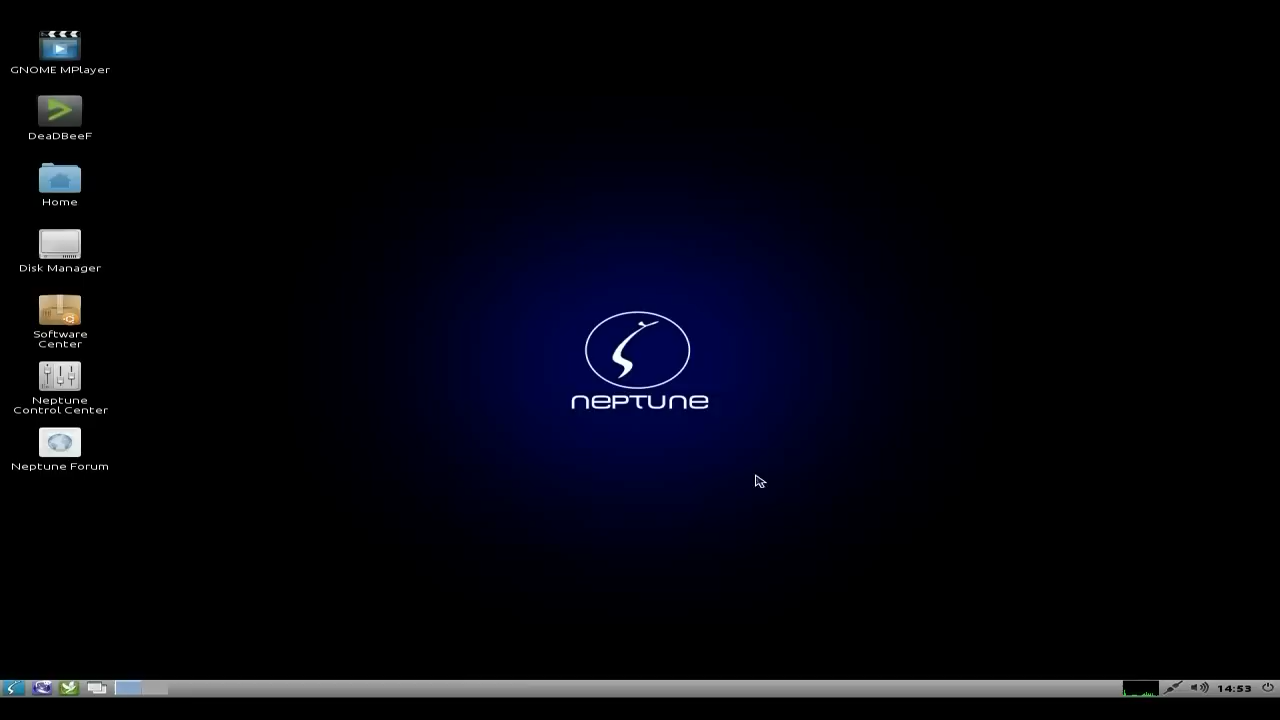 GNOME MPlayer
DeaDBeeF
Home
Disk Manager
Software
Center
Neptune
Control Center
Neptune Forum
NEPTUNE
14:53